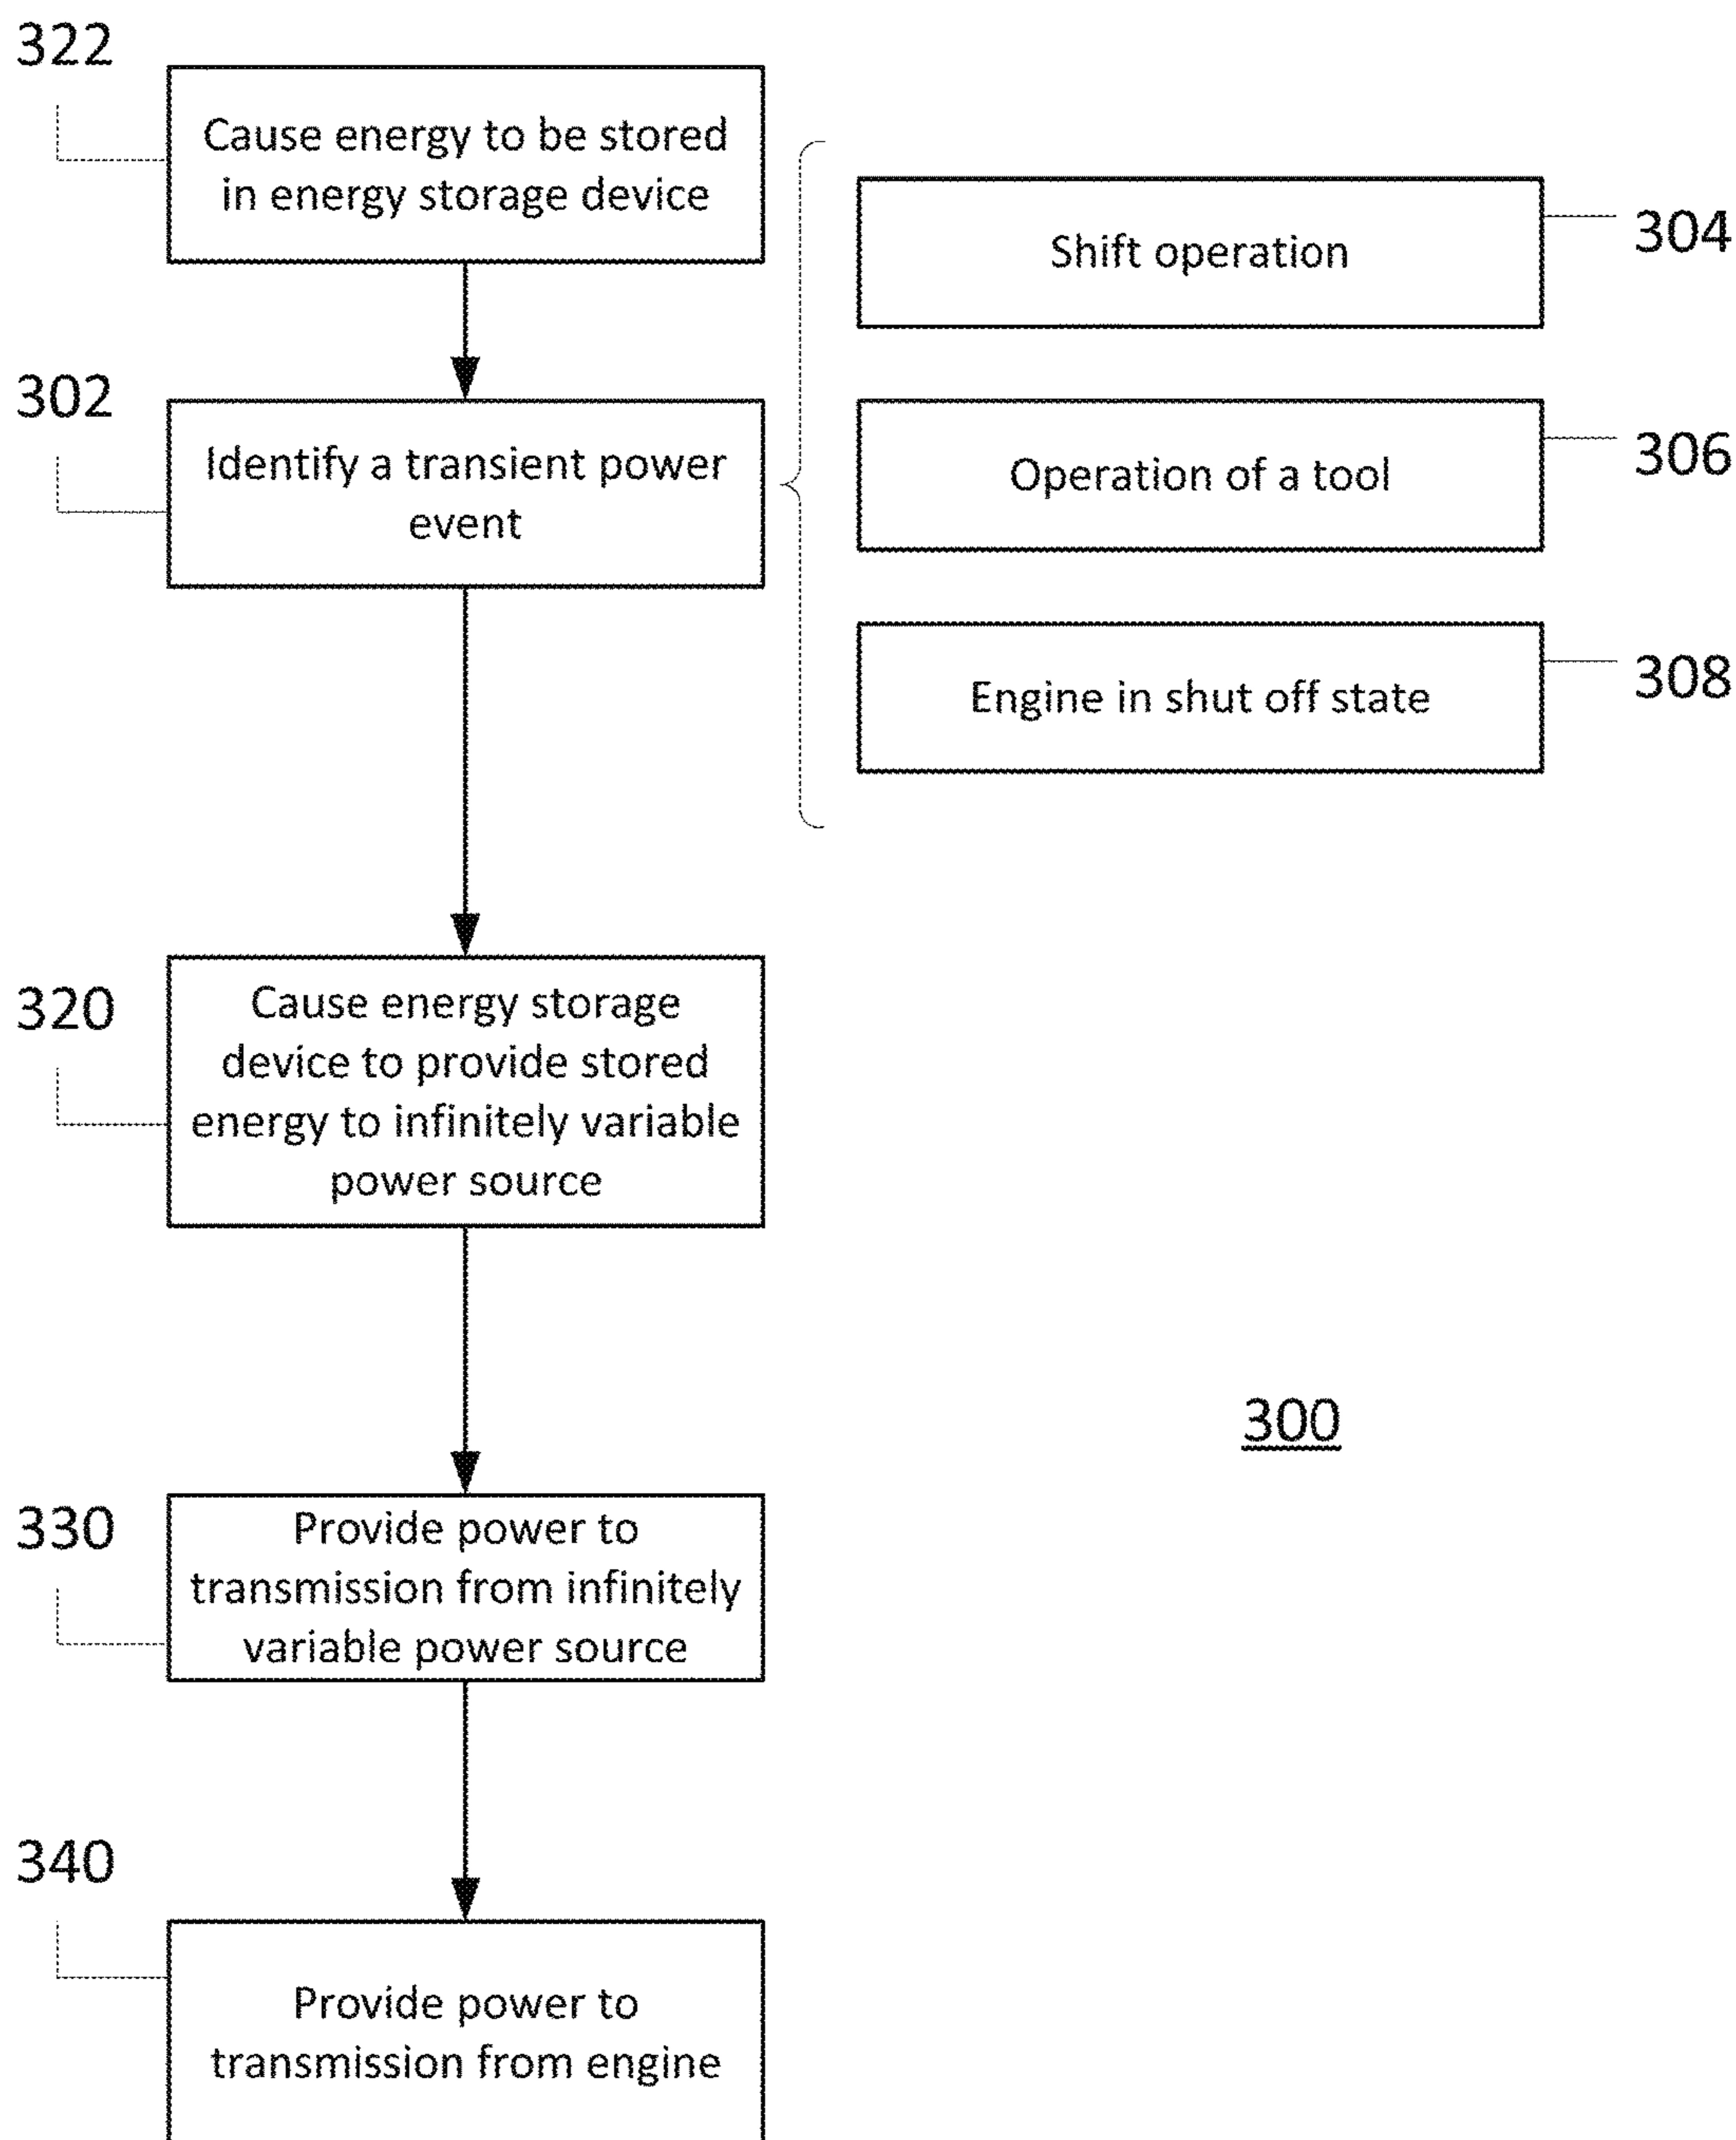 322
Cause energy to be stored
in energy storage device
302
Identify a transient power
event
Shift operation
304
Operation of a tool
306
Engine in shut off state
308
320
Cause energy storage
device to provide stored
energy to infinitely variable
power source
300
330
Provide power to
transmission from infinitely
variable power source
340
Provide power to
transmission from engine